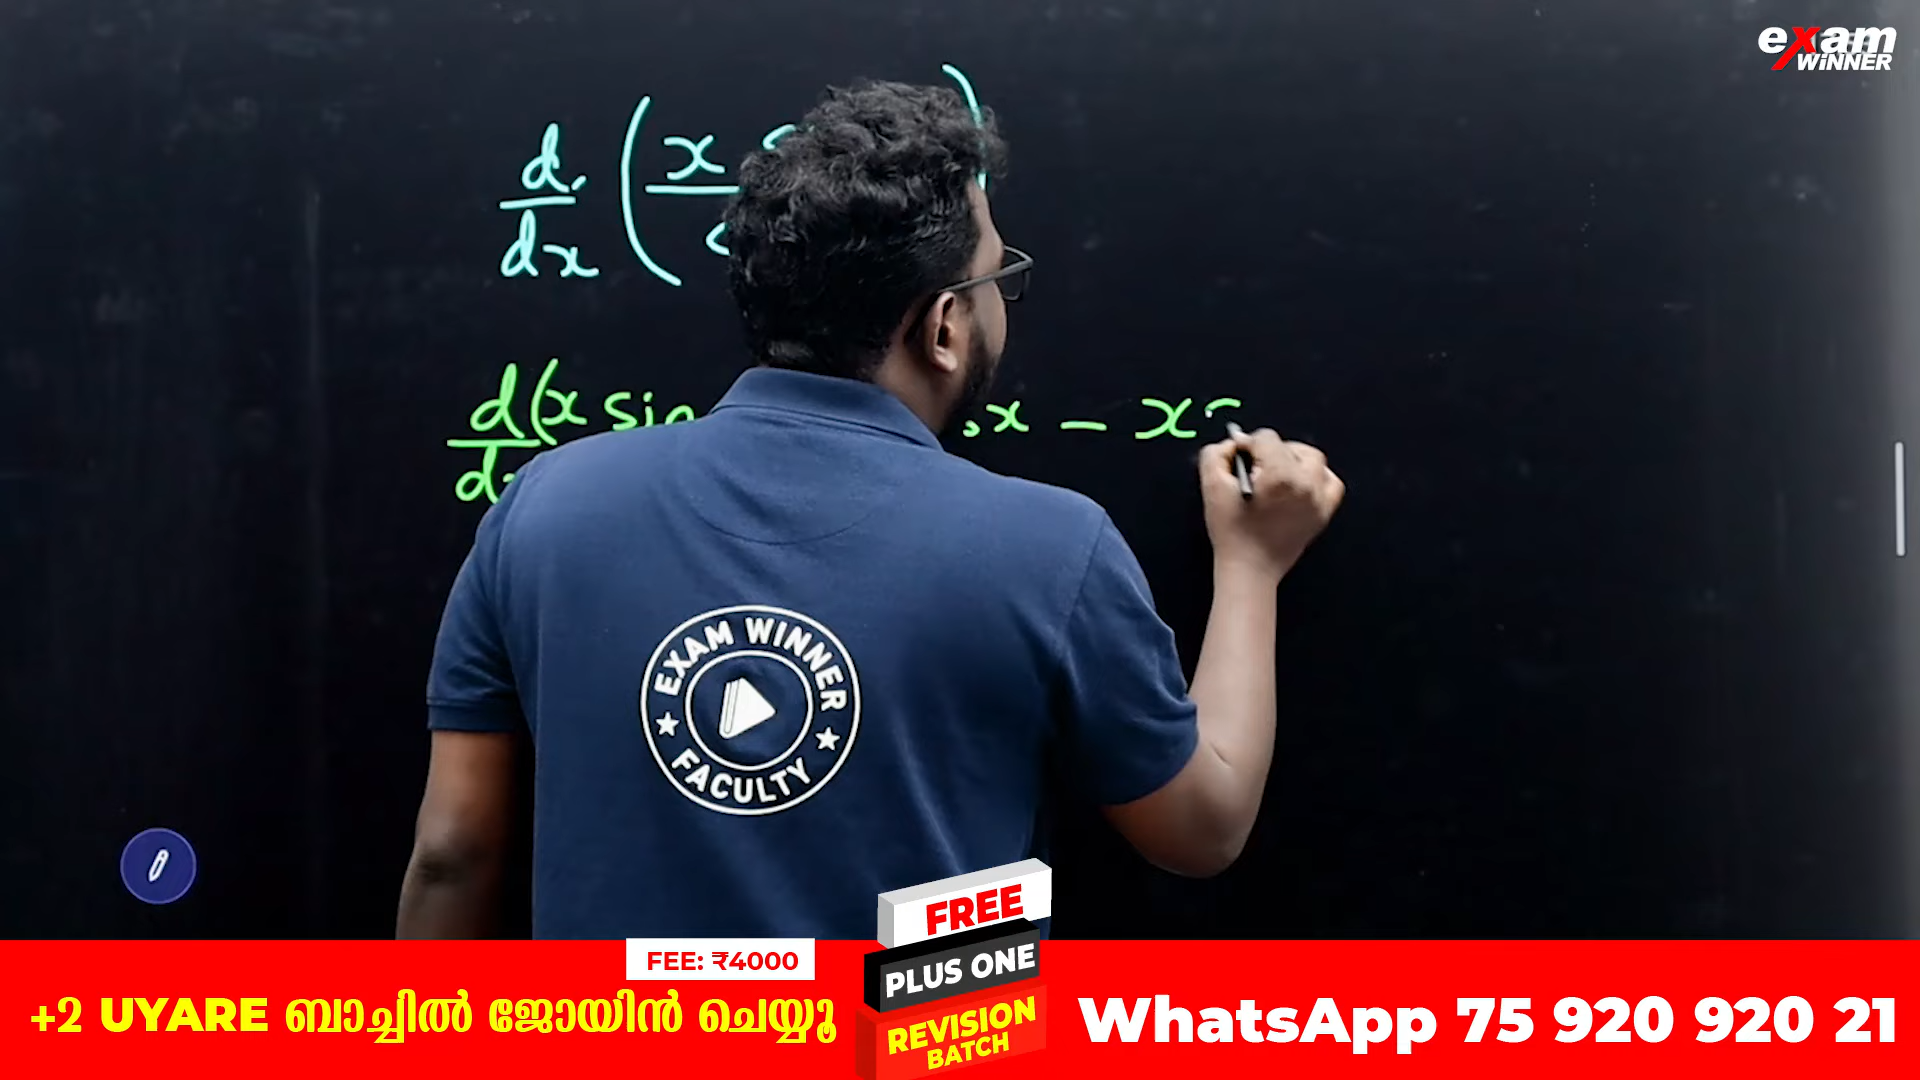 exam
WiNNER
d/dx ( x
d/dx (x sin x - x
EXAM WINNER
FACULTY
FREE
FEE: ₹4000
PLUS ONE
+2 UYARE ബാച്ചിൽ ജോയിൻ ചെയ്യൂ
WhatsApp 75 920 920 21
REVISION
BATCH